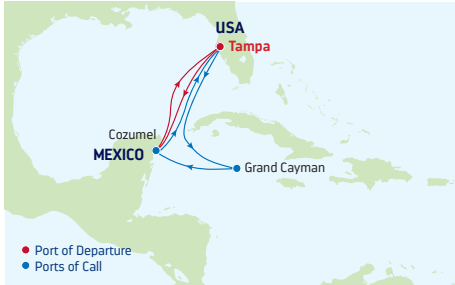 USA
Tampa
Cozumel
MEXICO
Grand Cayman
Port of Departure
Ports of Call